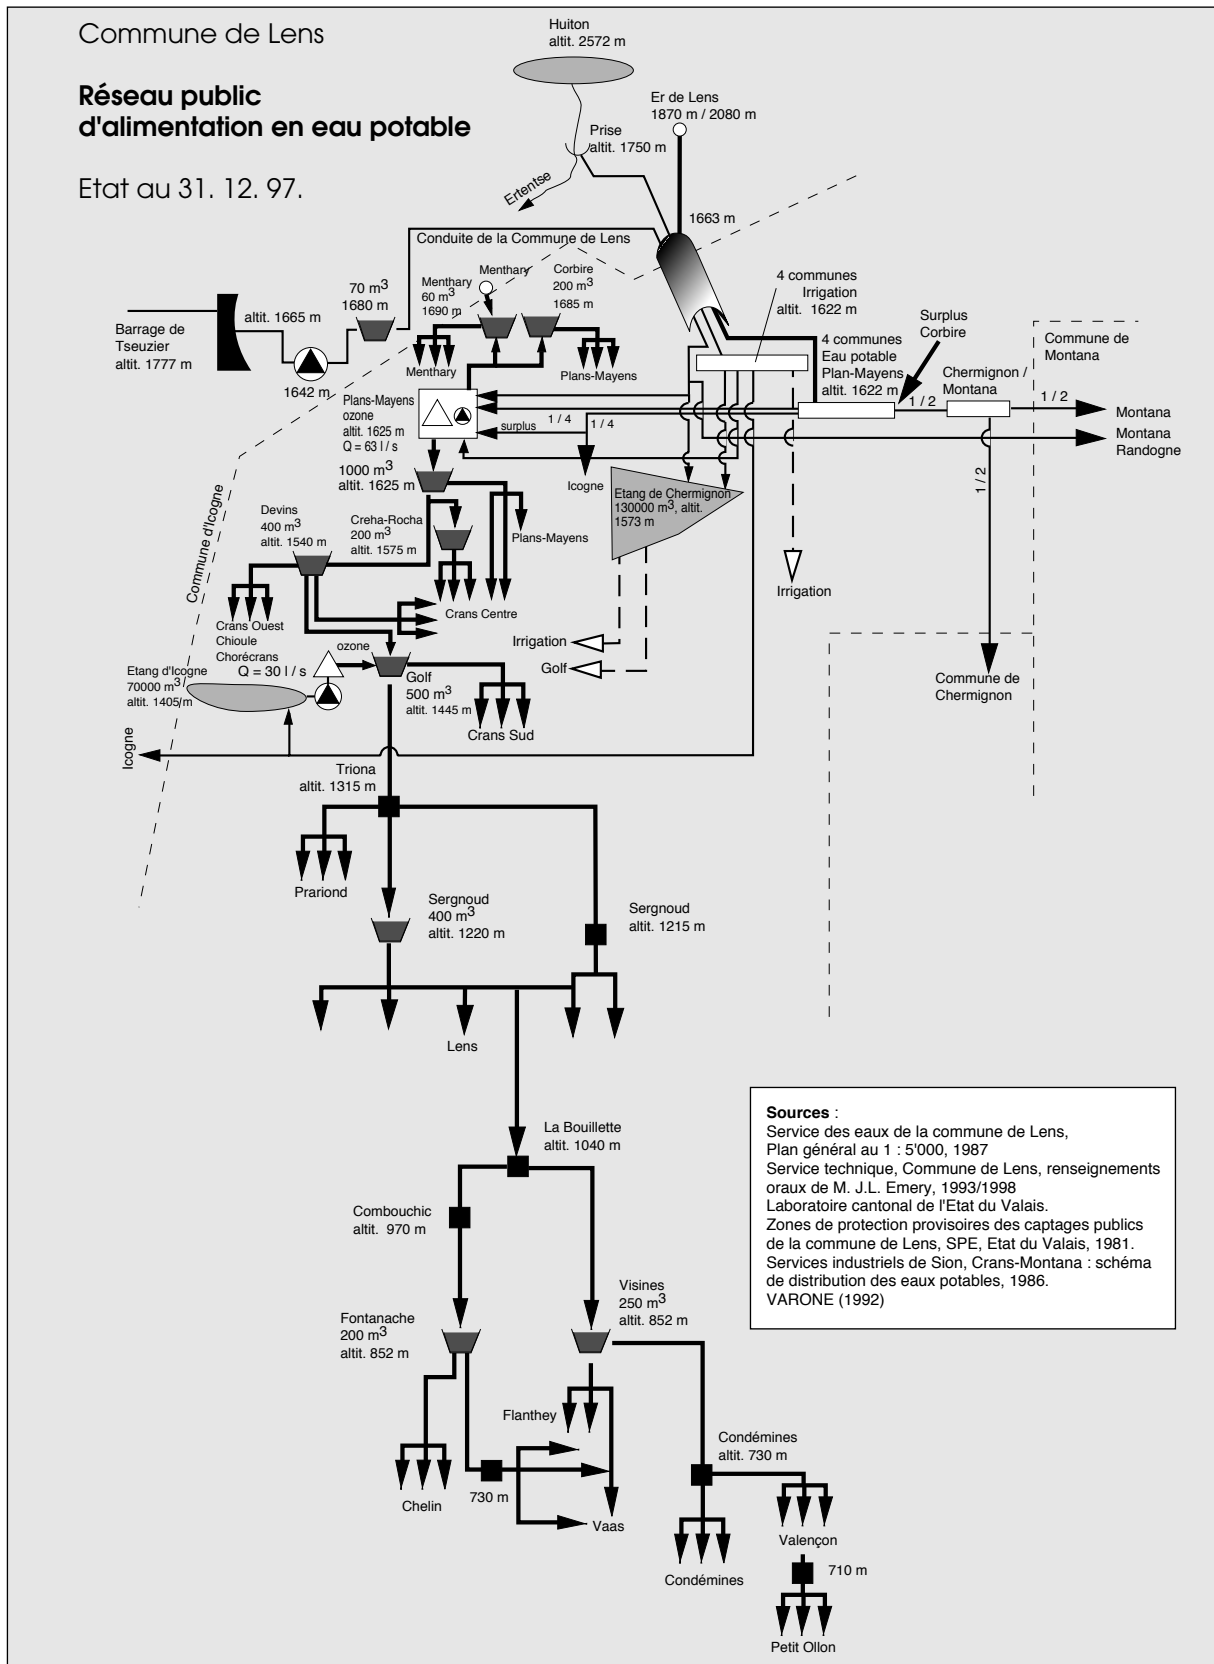 Commune de Lens
Réseau public
d'alimentation en eau potable
Etat au 31. 12. 97.
Huiton
altit. 2572 m
Er de Lens
1870 m / 2080 m
Prise
altit. 1750 m
Ertentse
1663 m
Conduite de la Commune de Lens
70 m³
1680 m
altit. 1665 m
Barrage de
Tseuzier
altit. 1777 m
1642 m
Menthary
60 m³
1690 m
Menthary
Corbire
200 m³
1685 m
Menthary
Plans-Mayens
4 communes
Irrigation
altit. 1622 m
4 communes
Eau potable
Plan-Mayens
altit. 1622 m
Surplus
Corbire
Commune de
Montana
Chermignon /
Montana
1 / 2
1 / 2
Montana
Montana
Randogne
1 / 2
Plans-Mayens
ozone
altit. 1625 m
Q = 63 l / s
surplus
1 / 4
1 / 4
Icogne
1000 m³
altit. 1625 m
Plans-Mayens
Etang de Chermignon
130000 m³, altit.
1573 m
Commune d'Icogne
Devins
400 m³
altit. 1540 m
Creha-Rocha
200 m³
altit. 1575 m
Crans Centre
Crans Ouest
Chioule
Chorécrans
Irrigation
Irrigation
Golf
ozone
Q = 30 l / s
Etang d'Icogne
70000 m³
altit. 1405 m
Golf
500 m³
altit. 1445 m
Crans Sud
Commune de
Chermignon
Icogne
Triona
altit. 1315 m
Prariond
Sergnoud
400 m³
altit. 1220 m
Sergnoud
altit. 1215 m
Lens
La Bouillette
altit. 1040 m
Combouchic
altit. 970 m
Visines
250 m³
altit. 852 m
Fontanache
200 m³
altit. 852 m
Flanthey
Condémines
altit. 730 m
Chelin
730 m
Vaas
Valençon
Condémines
710 m
Petit Ollon
Sources :
Service des eaux de la commune de Lens,
Plan général au 1 : 5'000, 1987
Service technique, Commune de Lens, renseignements
oraux de M. J.L. Emery, 1993/1998
Laboratoire cantonal de l'Etat du Valais.
Zones de protection provisoires des captages publics
de la commune de Lens, SPE, Etat du Valais, 1981.
Services industriels de Sion, Crans-Montana : schéma
de distribution des eaux potables, 1986.
VARONE (1992)